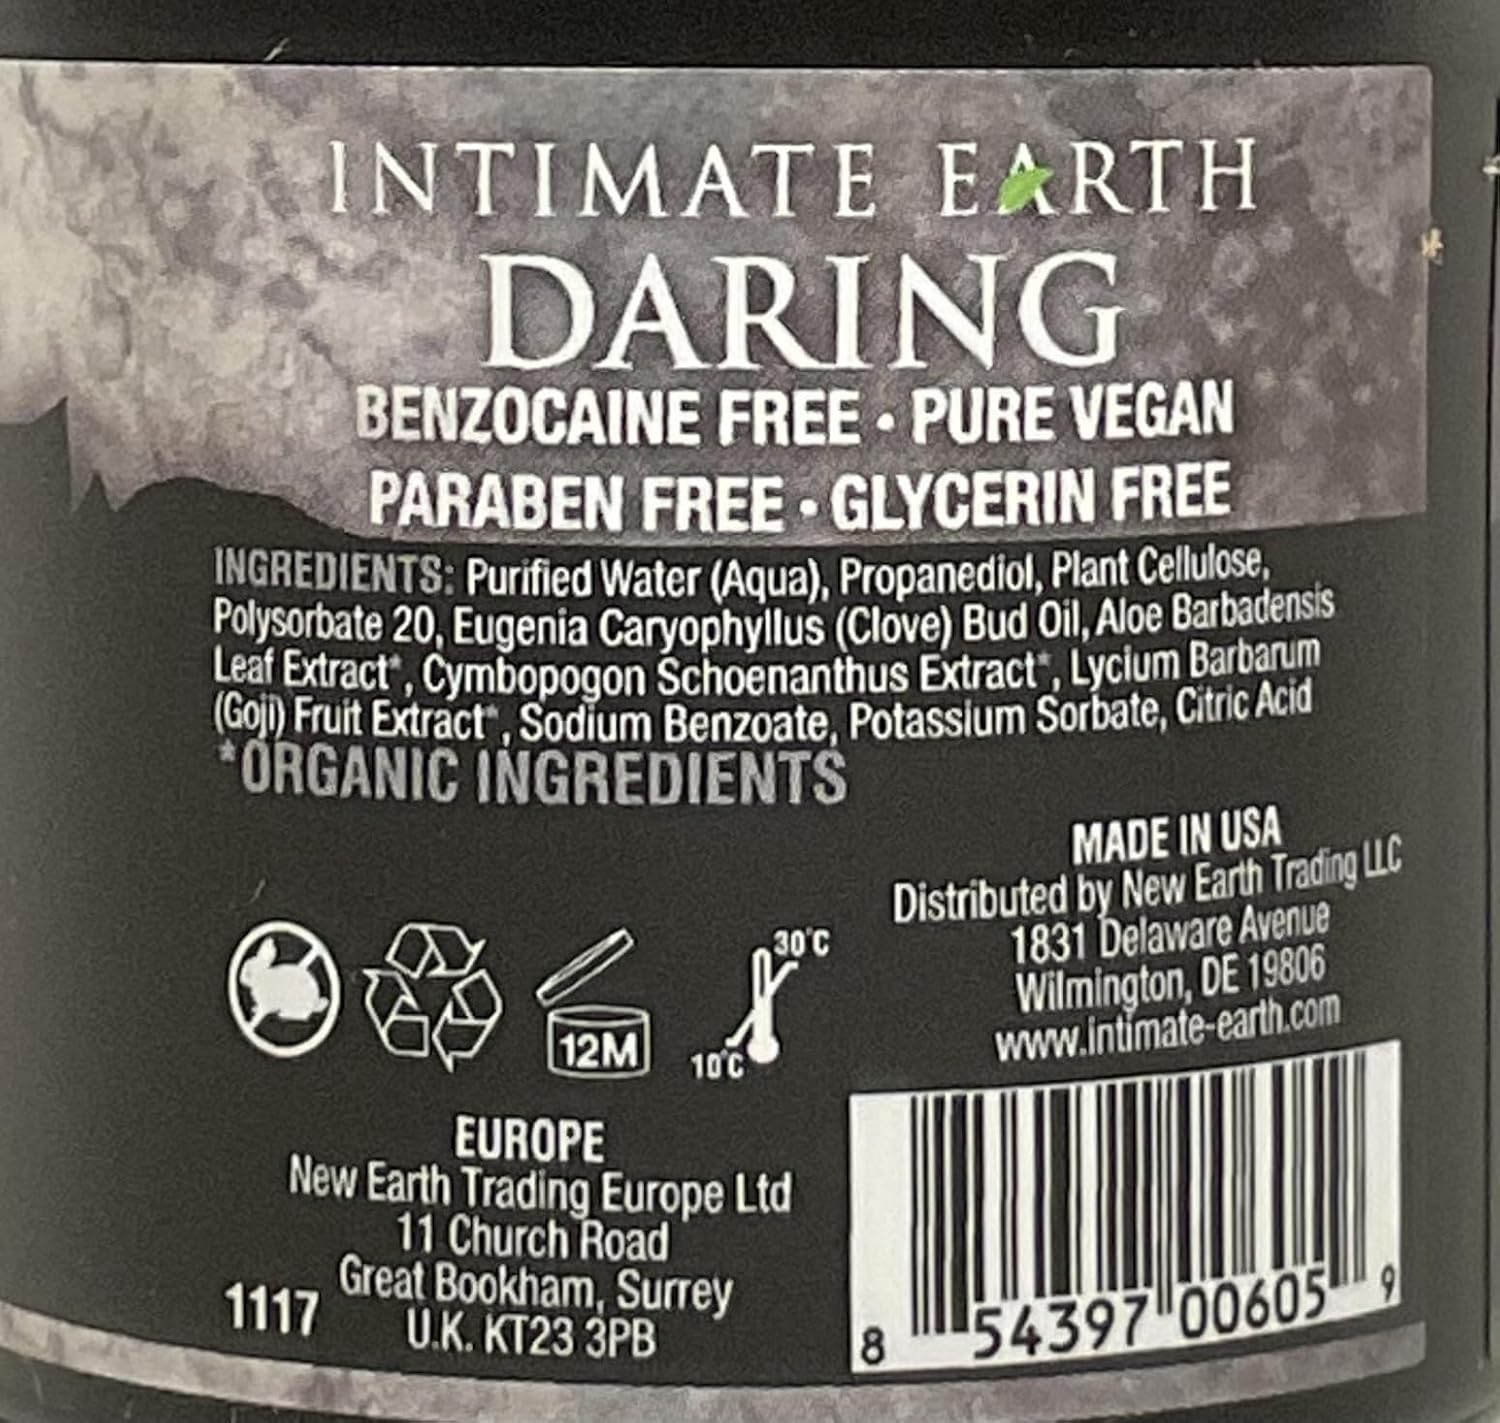 INTIMATE EARTH
DARING
BENZOCAINE FREE • PURE VEGAN
PARABEN FREE • GLYCERIN FREE
INGREDIENTS: Purified Water (Aqua), Propanediol, Plant Cellulose,
Polysorbate 20, Eugenia Caryophyllus (Clove) Bud Oil, Aloe Barbadensis
Leaf Extract*, Cymbopogon Schoenanthus Extract*, Lycium Barbarum
(Goji) Fruit Extract*, Sodium Benzoate, Potassium Sorbate, Citric Acid
*ORGANIC INGREDIENTS
MADE IN USA
Distributed by New Earth Trading LLC
1831 Delaware Avenue
Wilmington, DE 19806
www.intimate-earth.com
12M
30°C
10°C
EUROPE
New Earth Trading Europe Ltd
11 Church Road
Great Bookham, Surrey
U.K. KT23 3PB
1117
8 54397 00605 9